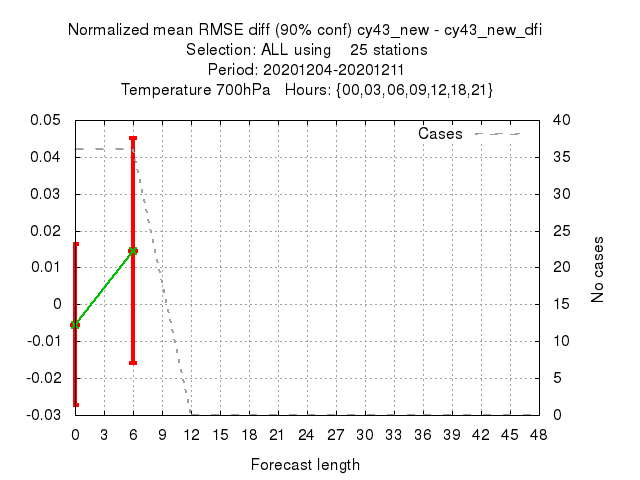 Normalized mean RMSE diff (90% conf) cy43_new - cy43_new_dfi
Selection: ALL using 25 stations
Period: 20201204-20201211
Temperature 700hPa Hours: {00,03,06,09,12,18,21}
Cases
0.05
0.04
0.03
0.02
0.01
0
-0.01
-0.02
-0.03
40
35
30
25
20
15
10
5
0
No cases
0 3 6 9 12 15 18 21 24 27 30 33 36 39 42 45 48
Forecast length